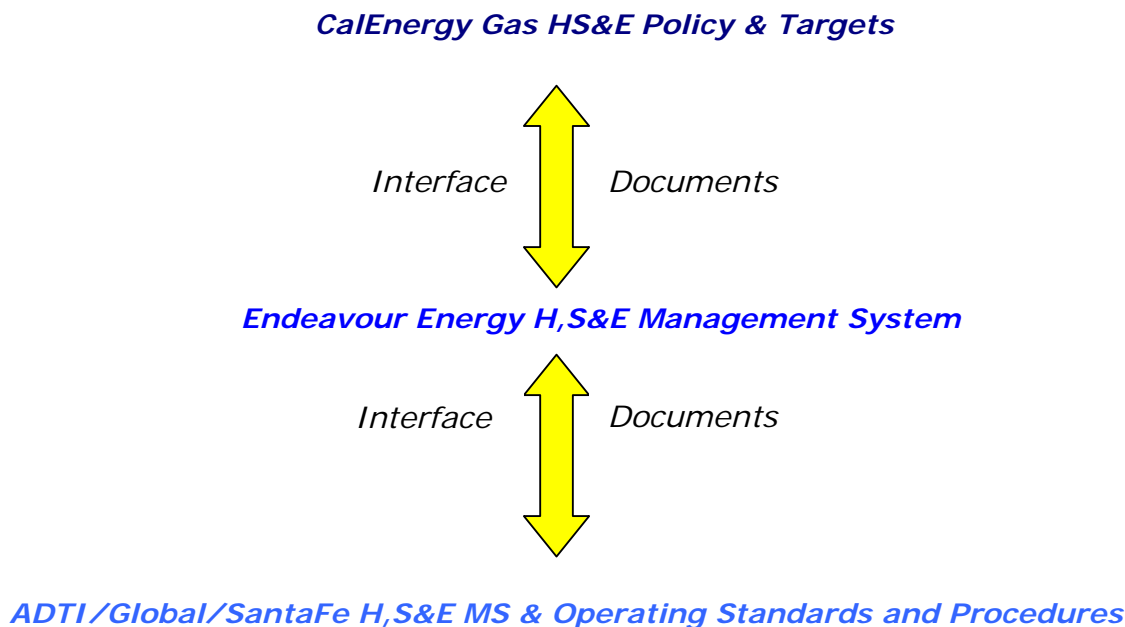 CalEnergy Gas HS&E Policy & Targets
Interface Documents
Endeavour Energy H,S&E Management System
Interface Documents
ADTI/Global/SantaFe H,S&E MS & Operating Standards and Procedures